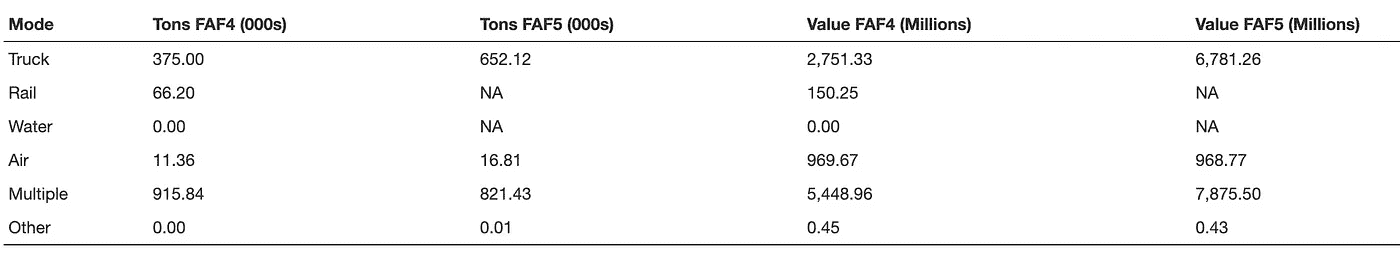 Mode Tons FAF4 (000s) Tons FAF5 (000s) Value FAF4 (Millions) Value FAF5 (Millions)
Truck 375.00 652.12 2,751.33 6,781.26
Rail 66.20 NA 150.25 NA
Water 0.00 NA 0.00 NA
Air 11.36 16.81 969.67 968.77
Multiple 915.84 821.43 5,448.96 7,875.50
Other 0.00 0.01 0.45 0.43